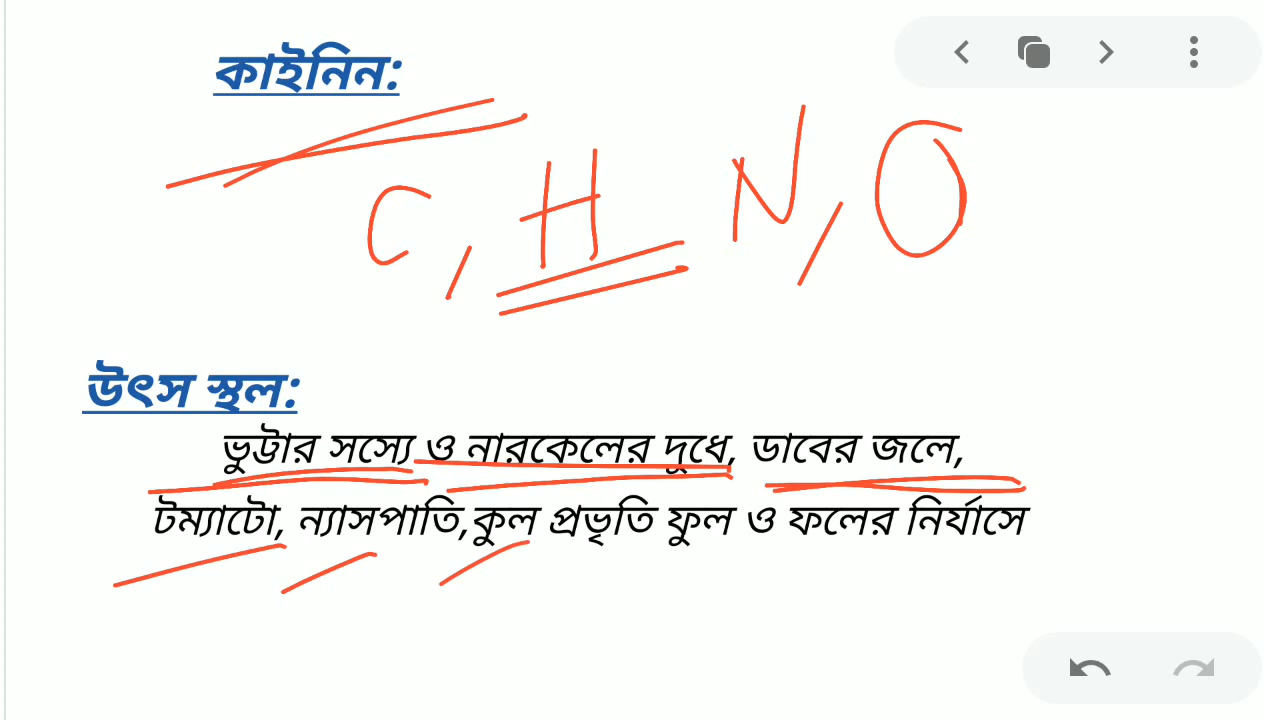 কাইনিন:
C, H N, O
উৎস স্থল:
ভুট্টার সস্যে ও নারকেলের দুধে, ডাবের জলে,
টম্যাটো, ন্যাসপাতি,কুল প্রভৃতি ফুল ও ফলের নির্যাসে